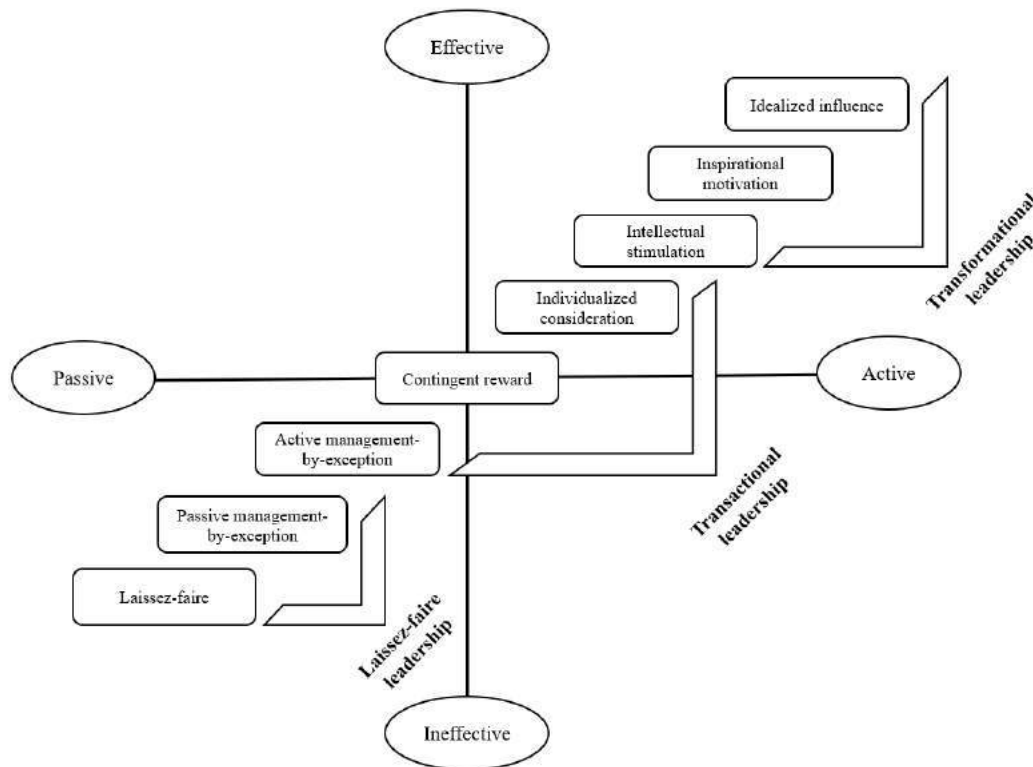 Effective
Idealized influence
Inspirational
motivation
Intellectual
stimulation
Transformational
leadership
Individualized
consideration
Passive
Contingent reward
Active
Active management-
by-exception
Transactional
leadership
Passive management-
by-exception
Laissez-faire
Laissez-faire
leadership
Ineffective